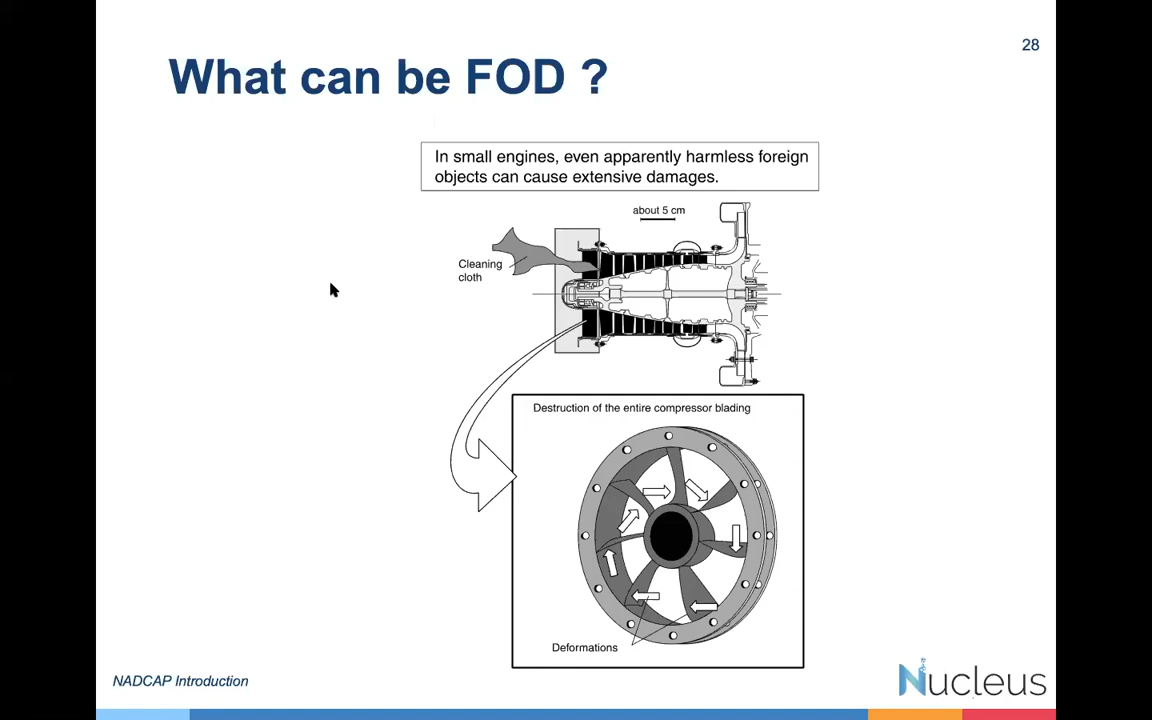 28
What can be FOD ?
In small engines, even apparently harmless foreign
objects can cause extensive damages.
about 5 cm
Cleaning
cloth
Destruction of the entire compressor blading
Deformations
NADCAP Introduction
Nucleus